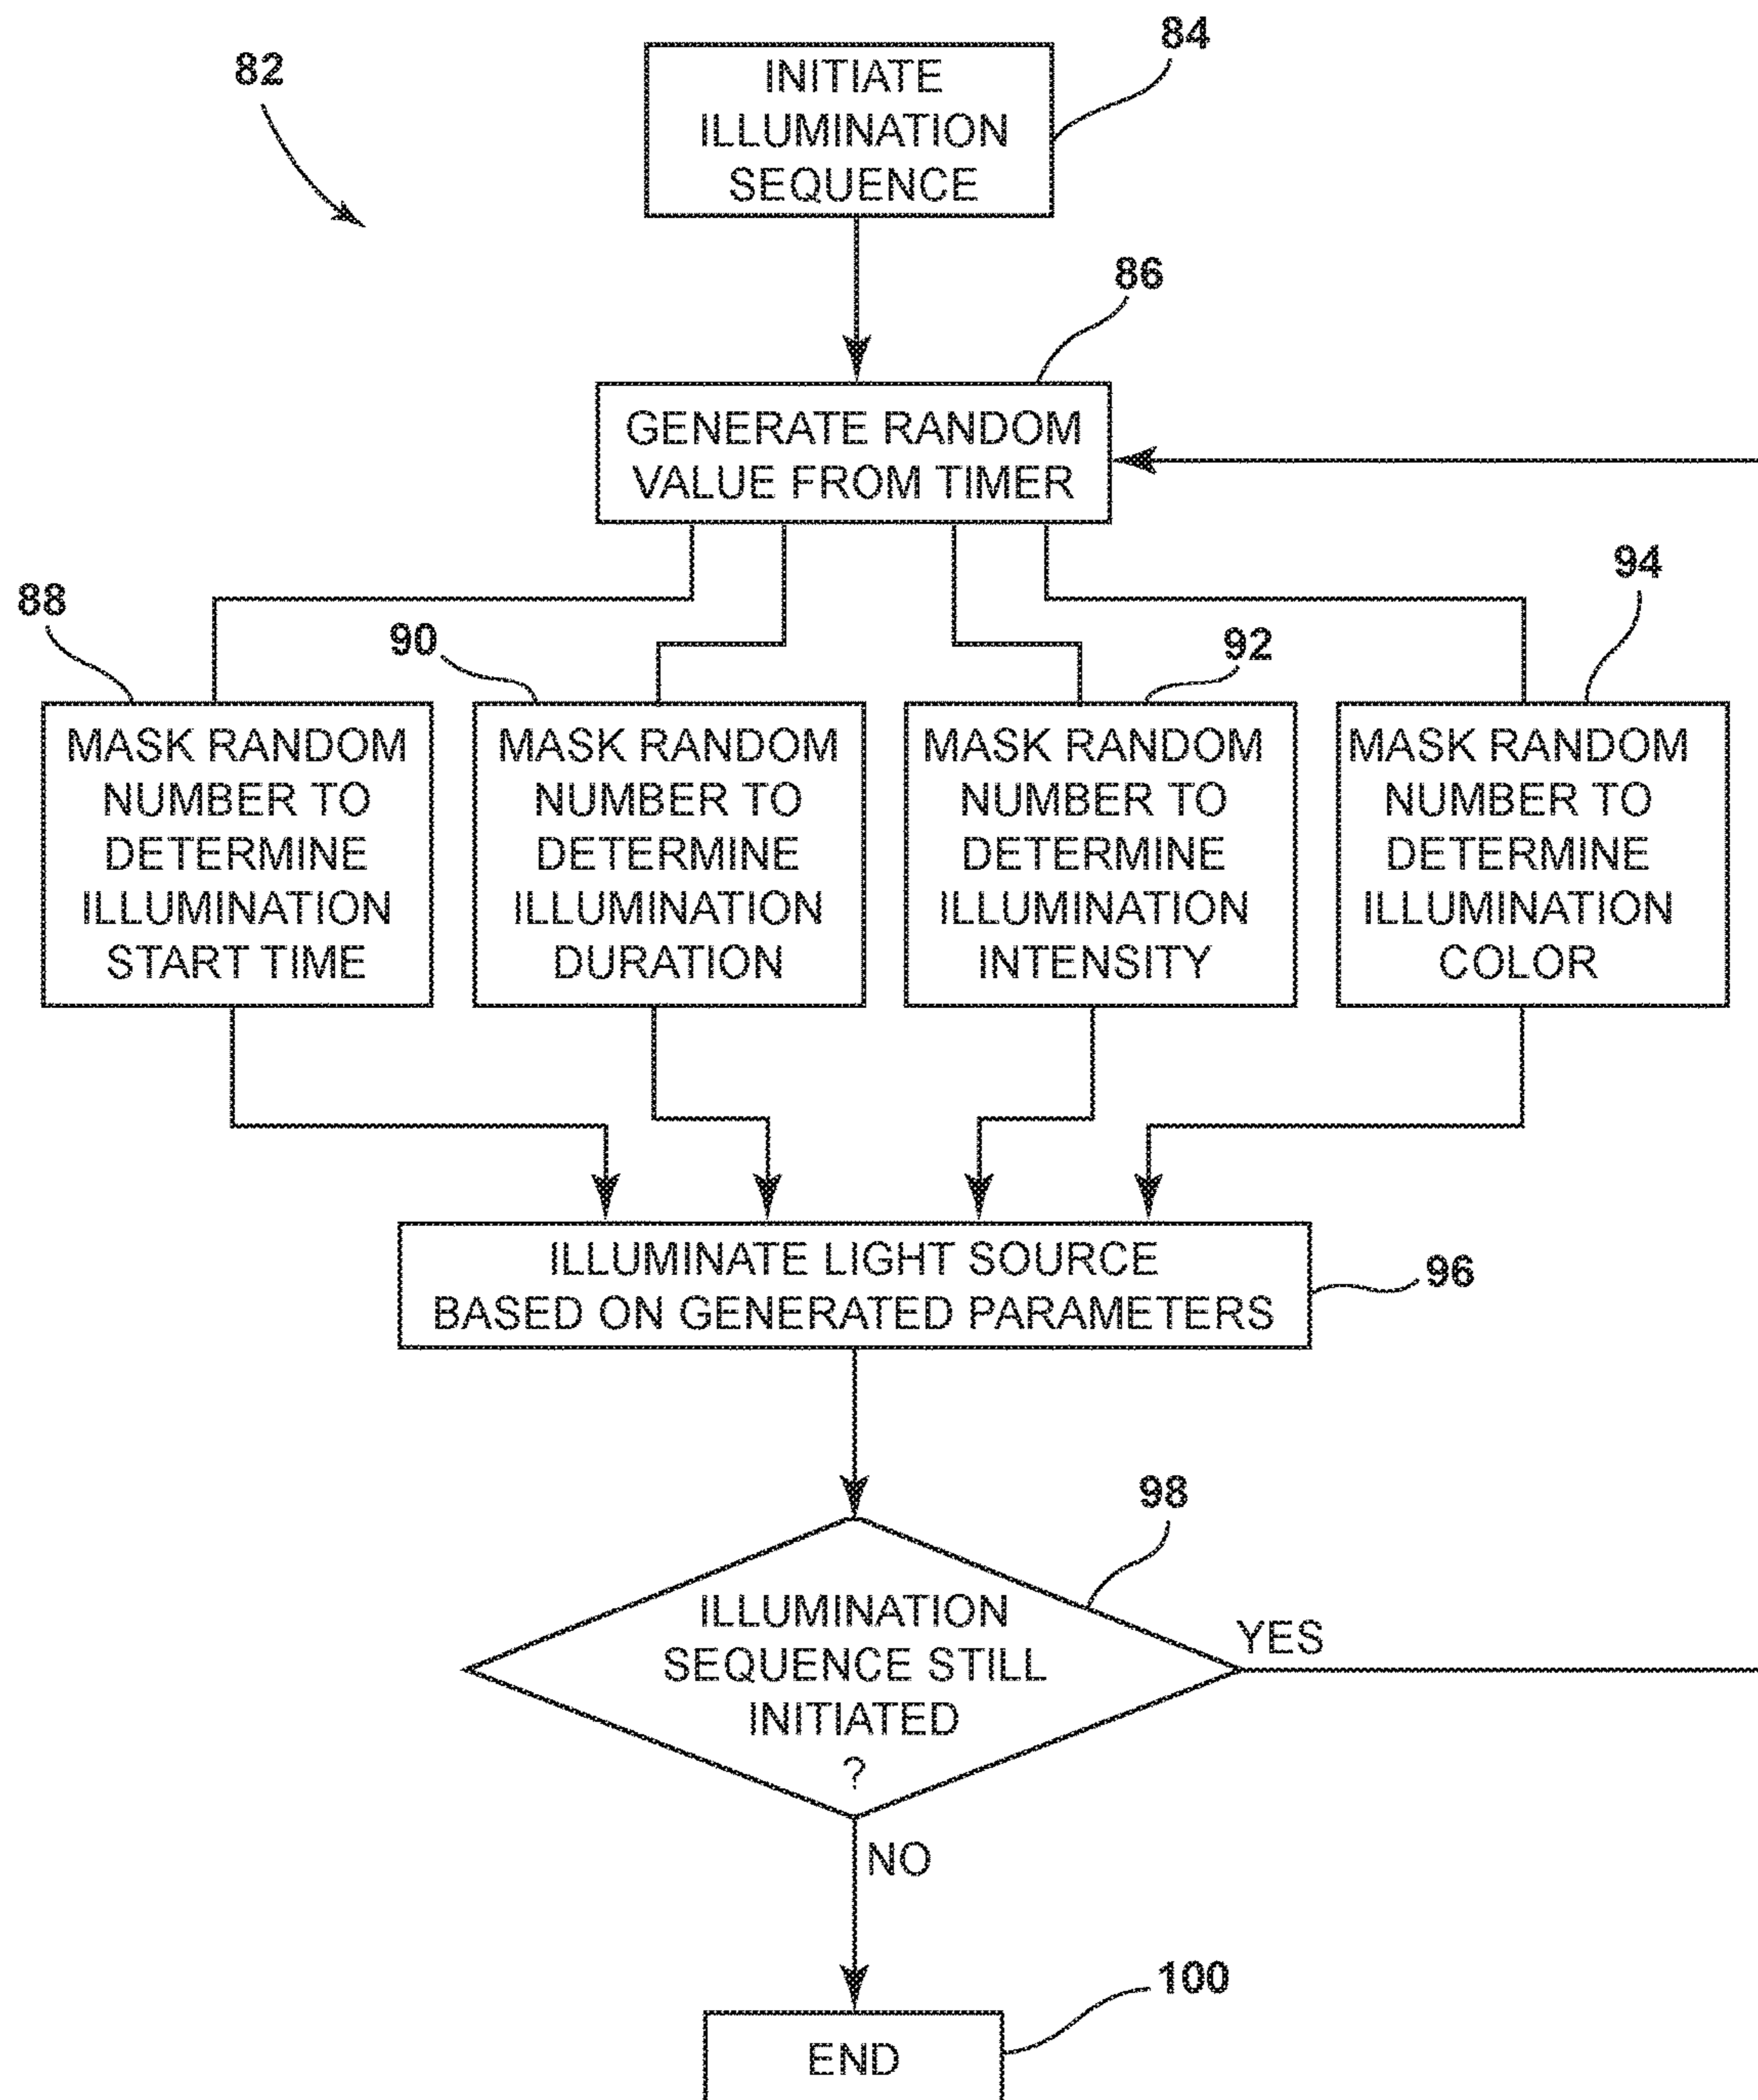 82
84
INITIATE
ILLUMINATION
SEQUENCE
86
GENERATE RANDOM
VALUE FROM TIMER
88
MASK RANDOM
NUMBER TO
DETERMINE
ILLUMINATION
START TIME
90
MASK RANDOM
NUMBER TO
DETERMINE
ILLUMINATION
DURATION
92
MASK RANDOM
NUMBER TO
DETERMINE
ILLUMINATION
INTENSITY
94
MASK RANDOM
NUMBER TO
DETERMINE
ILLUMINATION
COLOR
ILLUMINATE LIGHT SOURCE
BASED ON GENERATED PARAMETERS
96
98
ILLUMINATION
SEQUENCE STILL
INITIATED
?
YES
NO
100
END